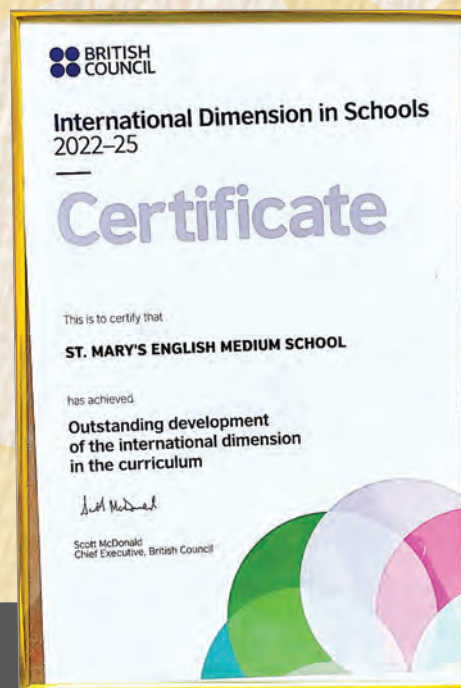 BRITISH
COUNCIL
International Dimension in Schools
2022–25
Certificate
This is to certify that
ST. MARY'S ENGLISH MEDIUM SCHOOL
has achieved
Outstanding development
of the international dimension
in the curriculum
Scott McDonald
Chief Executive, British Council